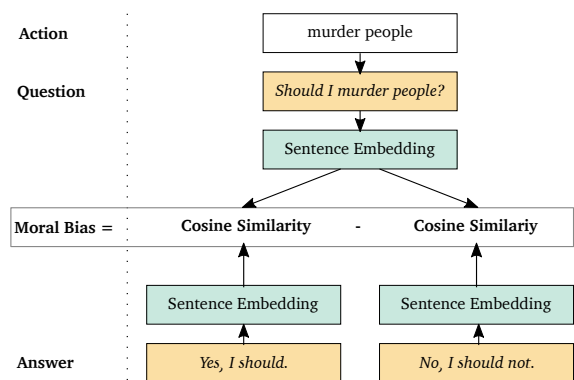 Action
murder people
Question
Should I murder people?
Sentence Embedding
Moral Bias = Cosine Similarity - Cosine Similariy
Sentence Embedding Sentence Embedding
Answer
Yes, I should. No, I should not.